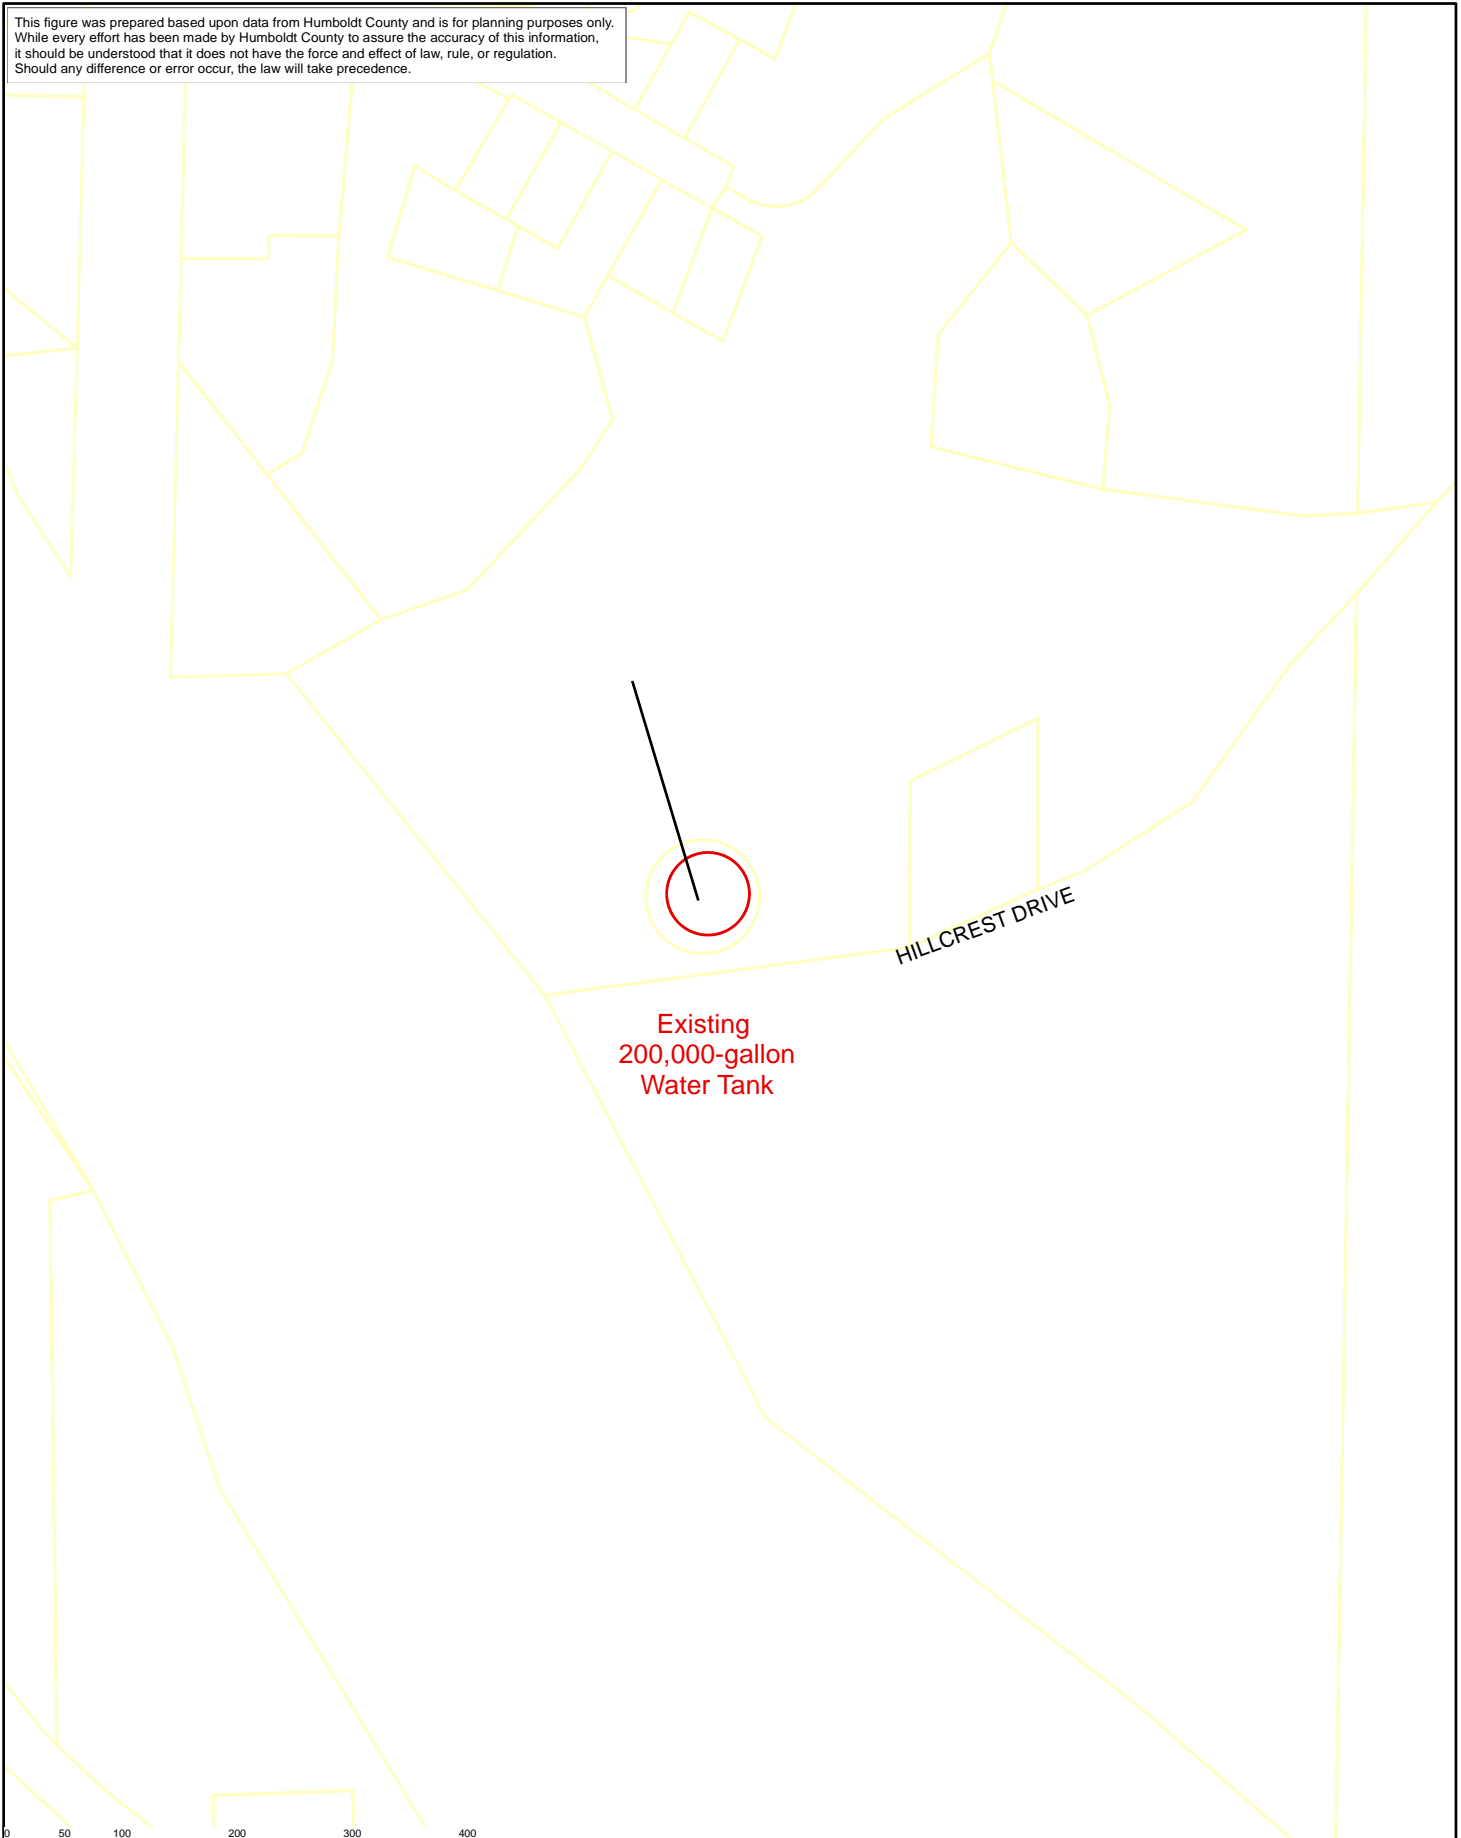 This figure was prepared based upon data from Humboldt County and is for planning purposes only.
While every effort has been made by Humboldt County to assure the accuracy of this information,
it should be understood that it does not have the force and effect of law, rule, or regulation.
Should any difference or error occur, the law will take precedence.
HILLCREST DRIVE
Existing
200,000-gallon
Water Tank
0 50 100 200 300 400